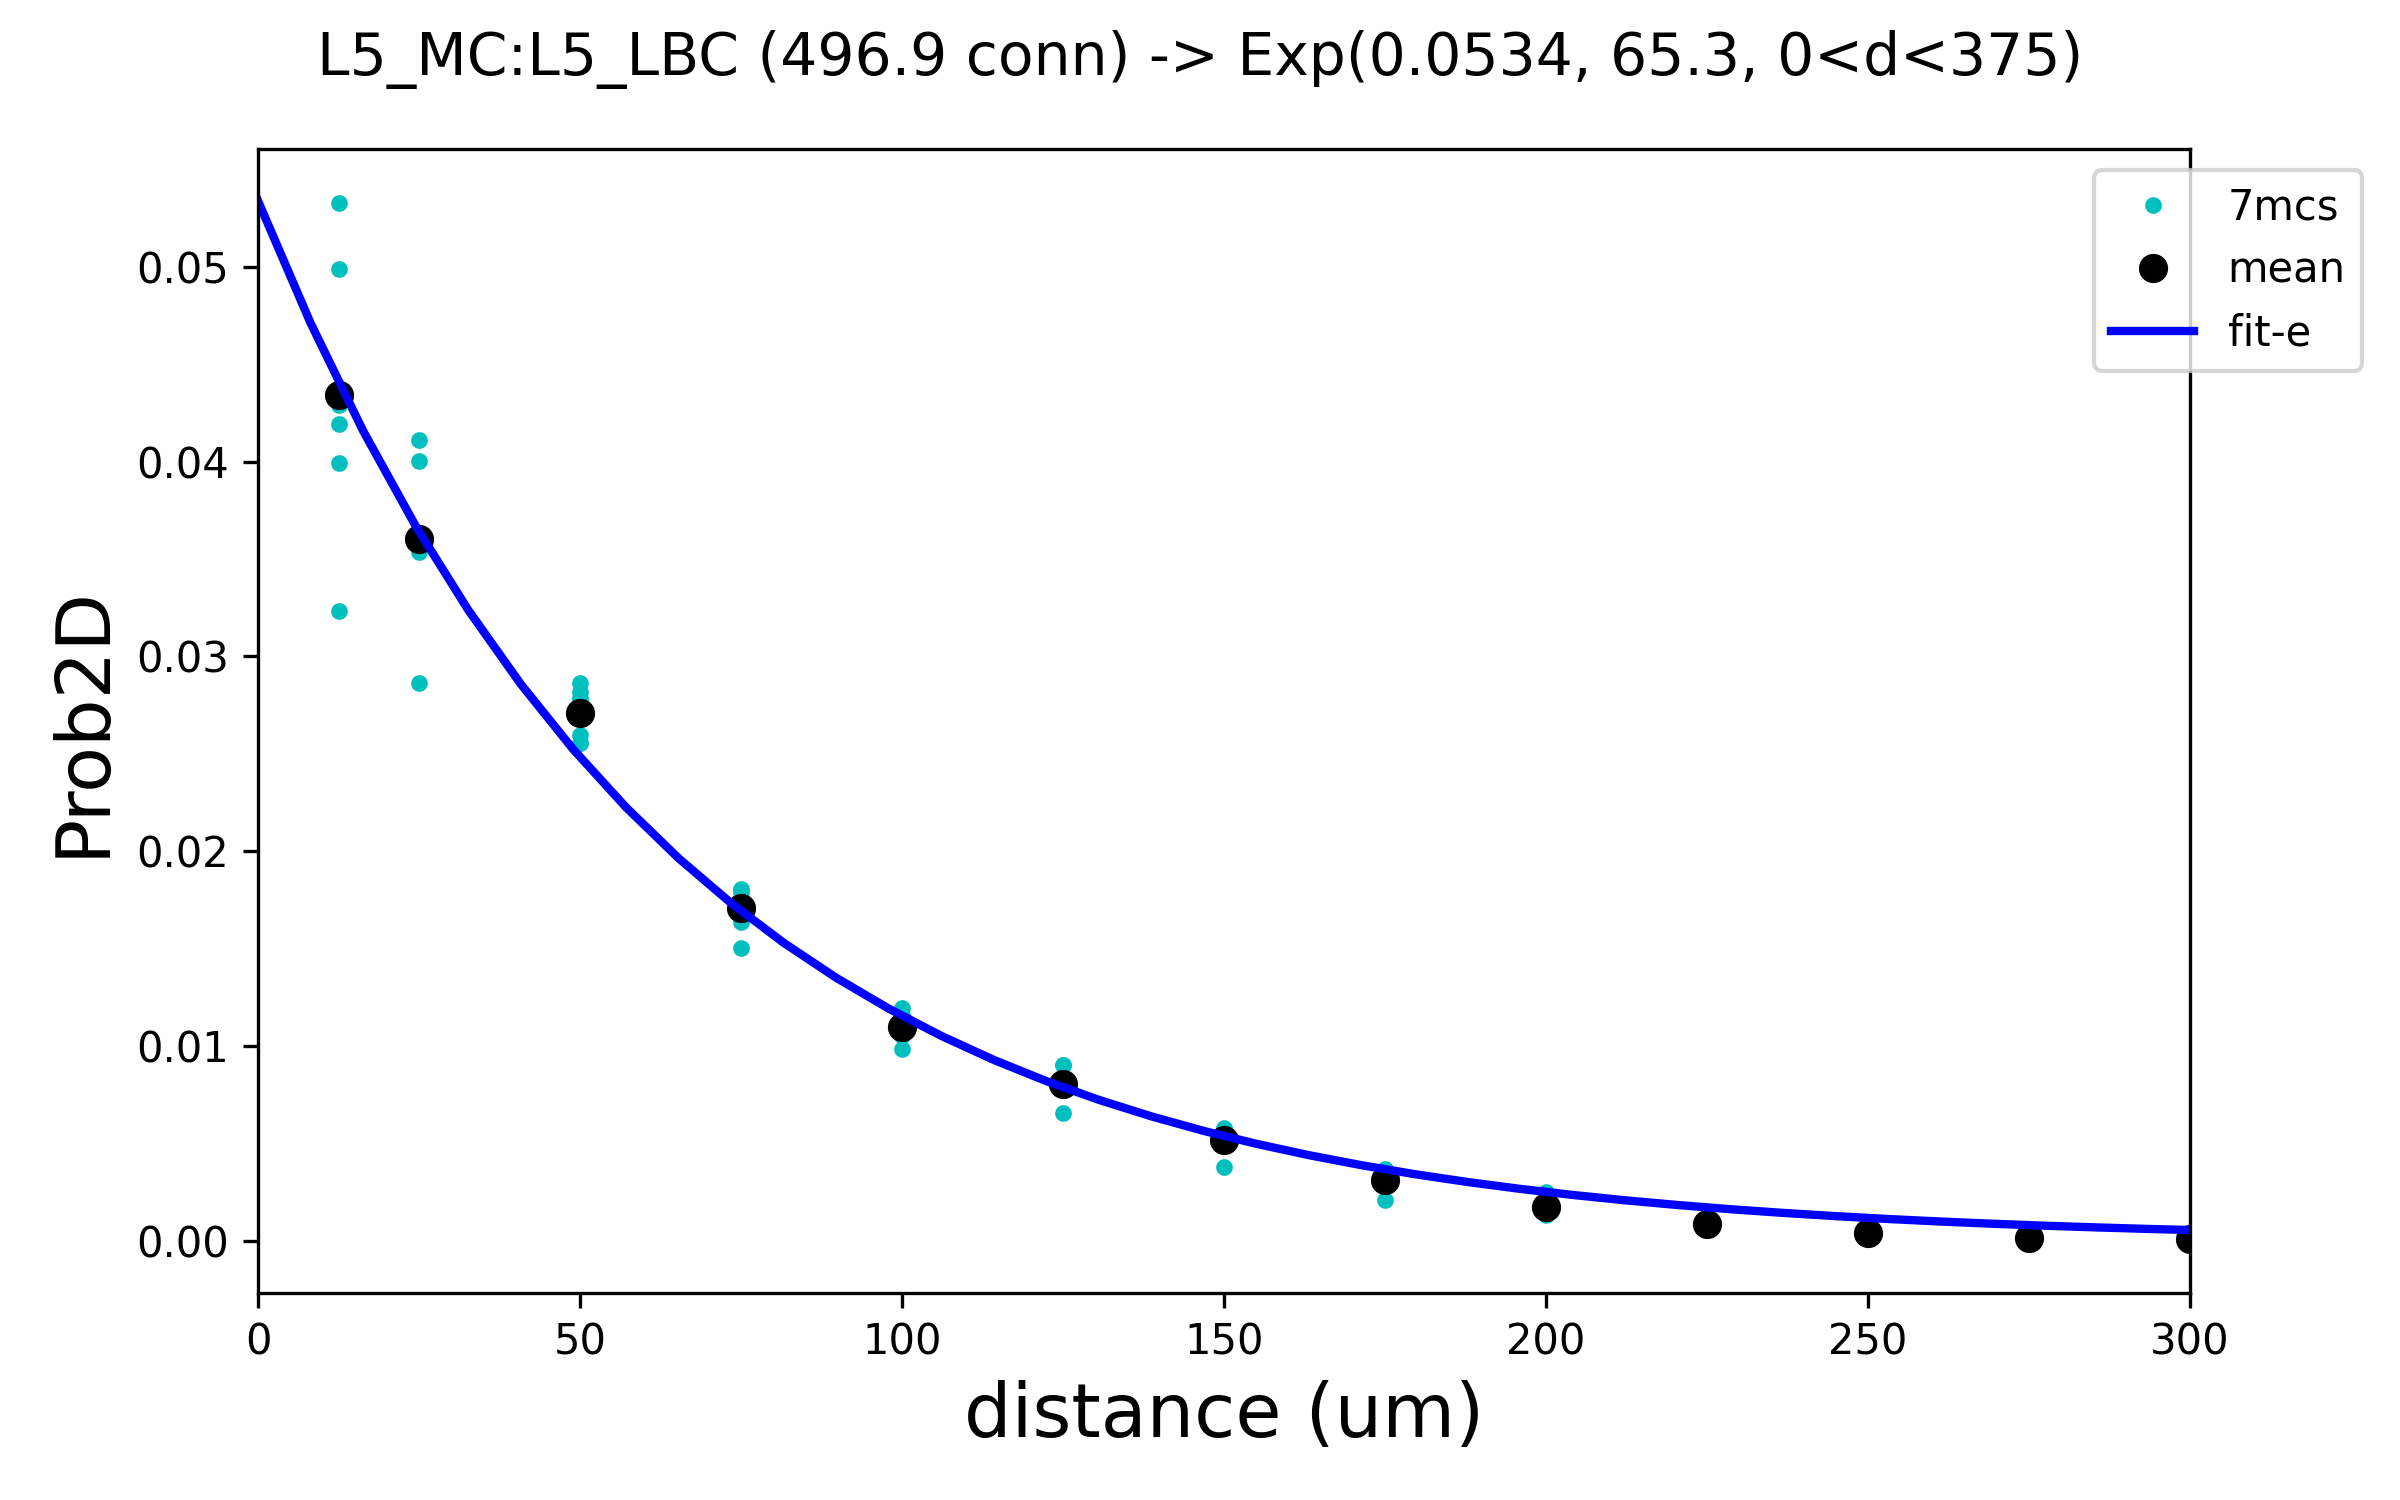 L5_MC:L5_LBC (496.9 conn) -> Exp(0.0534, 65.3, 0<d<375)
7mcs
mean
fit-e
Prob2D
0.05
0.04
0.03
0.02
0.01
0.00
0 50 100 150 200 250 300
distance (um)